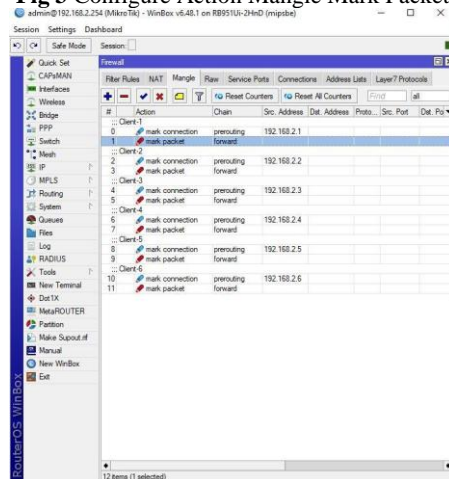 Fig 5 Configure Action Mangle Mark Packet
admin@192.168.2.254 (MikroTik) - WinBox v6.48.1 on RB951Ui-2HnD (mipsbe)
Session Settings Dashboard
Safe Mode Session:
Quick Set
CAPsMAN
Interfaces
Wireless
Bridge
PPP
Switch
Mesh
IP
MPLS
Routing
System
Queues
Files
Log
RADIUS
Tools
New Terminal
Dot1X
MetaROUTER
Partition
Make Supout.rif
Manual
New WinBox
Exit
RouterOS WinBox
Firewall
Filter Rules NAT Mangle Raw Service Ports Connections Address Lists Layer7 Protocols
Reset Counters Reset All Counters Find all
# Action Chain Src. Address Dst. Address Proto... Src. Port Dst. Po
::: Client-1
0 mark connection prerouting 192.168.2.1
1 mark packet forward
::: Client-2
2 mark connection prerouting 192.168.2.2
3 mark packet forward
::: Client-3
4 mark connection prerouting 192.168.2.3
5 mark packet forward
::: Client-4
6 mark connection prerouting 192.168.2.4
7 mark packet forward
::: Client-5
8 mark connection prerouting 192.168.2.5
9 mark packet forward
::: Client-6
10 mark connection prerouting 192.168.2.6
11 mark packet forward
12 items (1 selected)